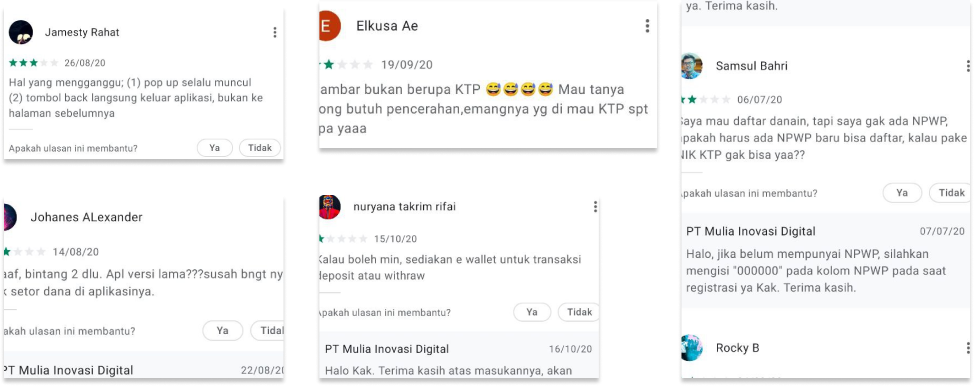 Jamesty Rahat
26/08/20
Hal yang mengganggu; (1) pop up selalu muncul
(2) tombol back langsung keluar aplikasi, bukan ke
halaman sebelumnya
Apakah ulasan ini membantu?
Ya
Tidak
E
Elkusa Ae
19/09/20
ambar bukan berupa KTP 😅😅😅😅 Mau tanya
ong butuh pencerahan,emangnya yg di mau KTP spt
pa yaaa
Johanes ALexander
14/08/20
aaf, bintang 2 dlu. Apl versi lama???susah bngt ny
k setor dana di aplikasinya.
pakah ulasan ini membantu?
Ya
Tidak
PT Mulia Inovasi Digital
22/08/20
nuryana takrim rifai
15/10/20
Kalau boleh min, sediakan e wallet untuk transaksi
deposit atau withraw
Apakah ulasan ini membantu?
Ya
Tidak
PT Mulia Inovasi Digital
16/10/20
Halo Kak. Terima kasih atas masukannya, akan
ya. Terima kasih.
Samsul Bahri
06/07/20
Saya mau daftar danain, tapi saya gak ada NPWP,
apakah harus ada NPWP baru bisa daftar, kalau pake
NIK KTP gak bisa yaa??
Apakah ulasan ini membantu?
Ya
Tidak
PT Mulia Inovasi Digital
07/07/20
Halo, jika belum mempunyai NPWP, silahkan
mengisi "000000" pada kolom NPWP pada saat
registrasi ya Kak. Terima kasih.
Rocky B